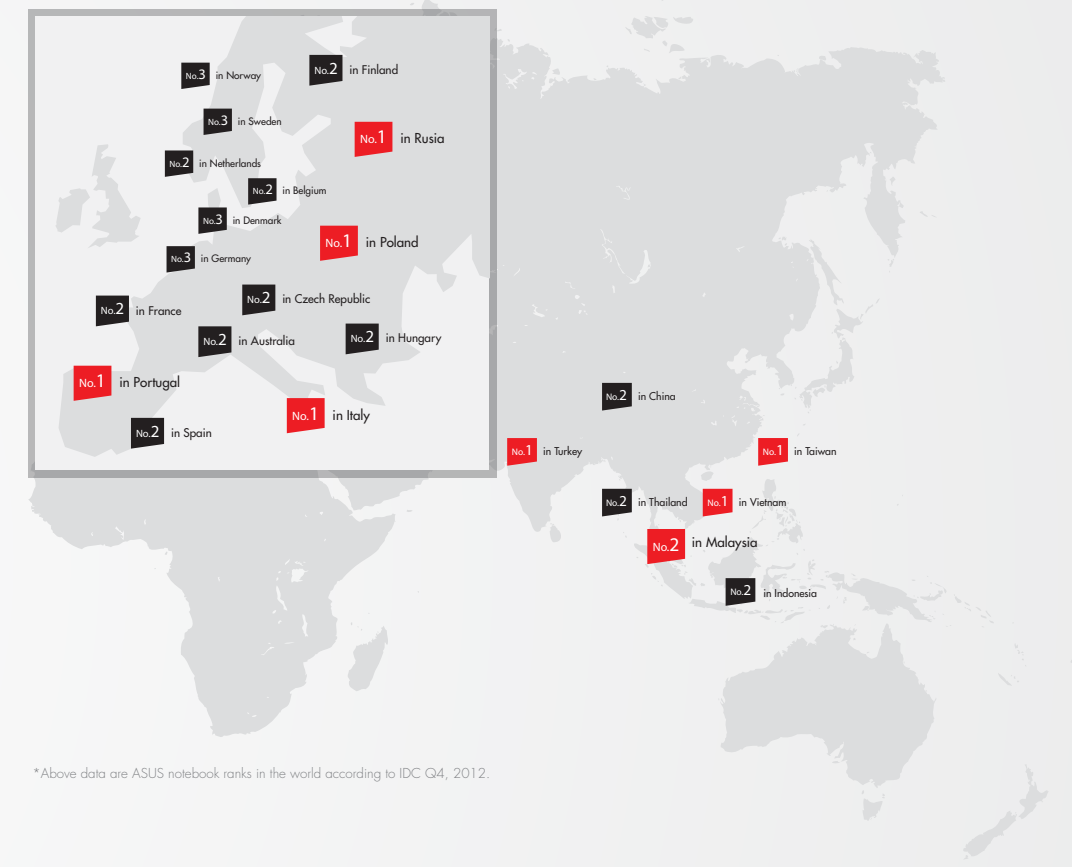 No.3 in Norway
No.2 in Finland
No.3 in Sweden
No.1 in Rusia
No.2 in Netherlands
No.2 in Belgium
No.3 in Denmark
No.1 in Poland
No.3 in Germany
No.2 in Czech Republic
No.2 in France
No.2 in Australia
No.2 in Hungary
No.1 in Portugal
No.1 in Italy
No.2 in Spain
No.2 in China
No.1 in Turkey
No.1 in Taiwan
No.2 in Thailand
No.1 in Vietnam
No.2 in Malaysia
No.2 in Indonesia
*Above data are ASUS notebook ranks in the world according to IDC Q4, 2012.